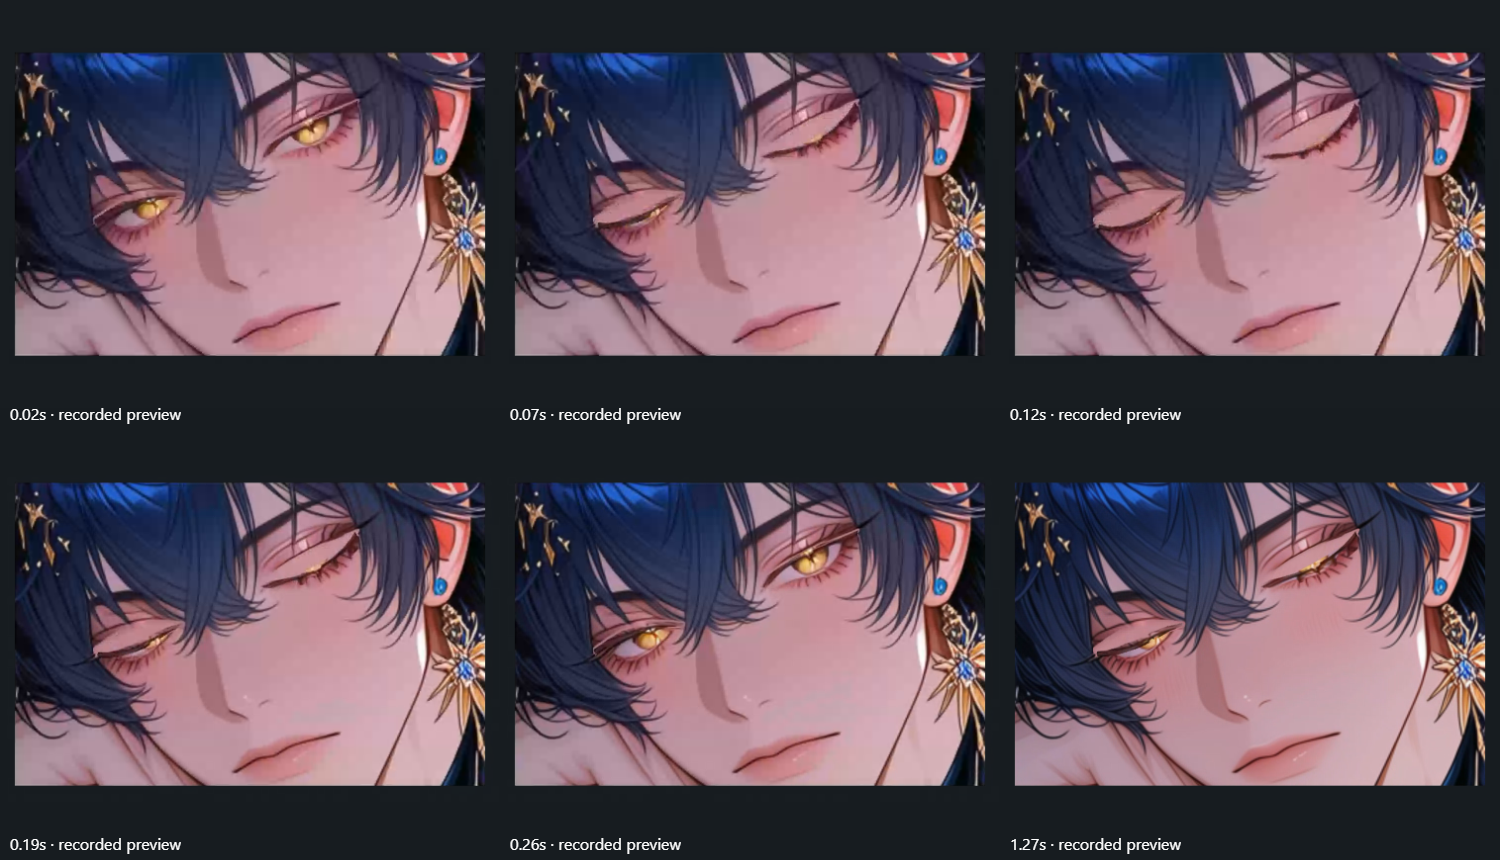 0.02s · recorded preview
0.07s · recorded preview
0.12s · recorded preview
0.19s · recorded preview
0.26s · recorded preview
1.27s · recorded preview